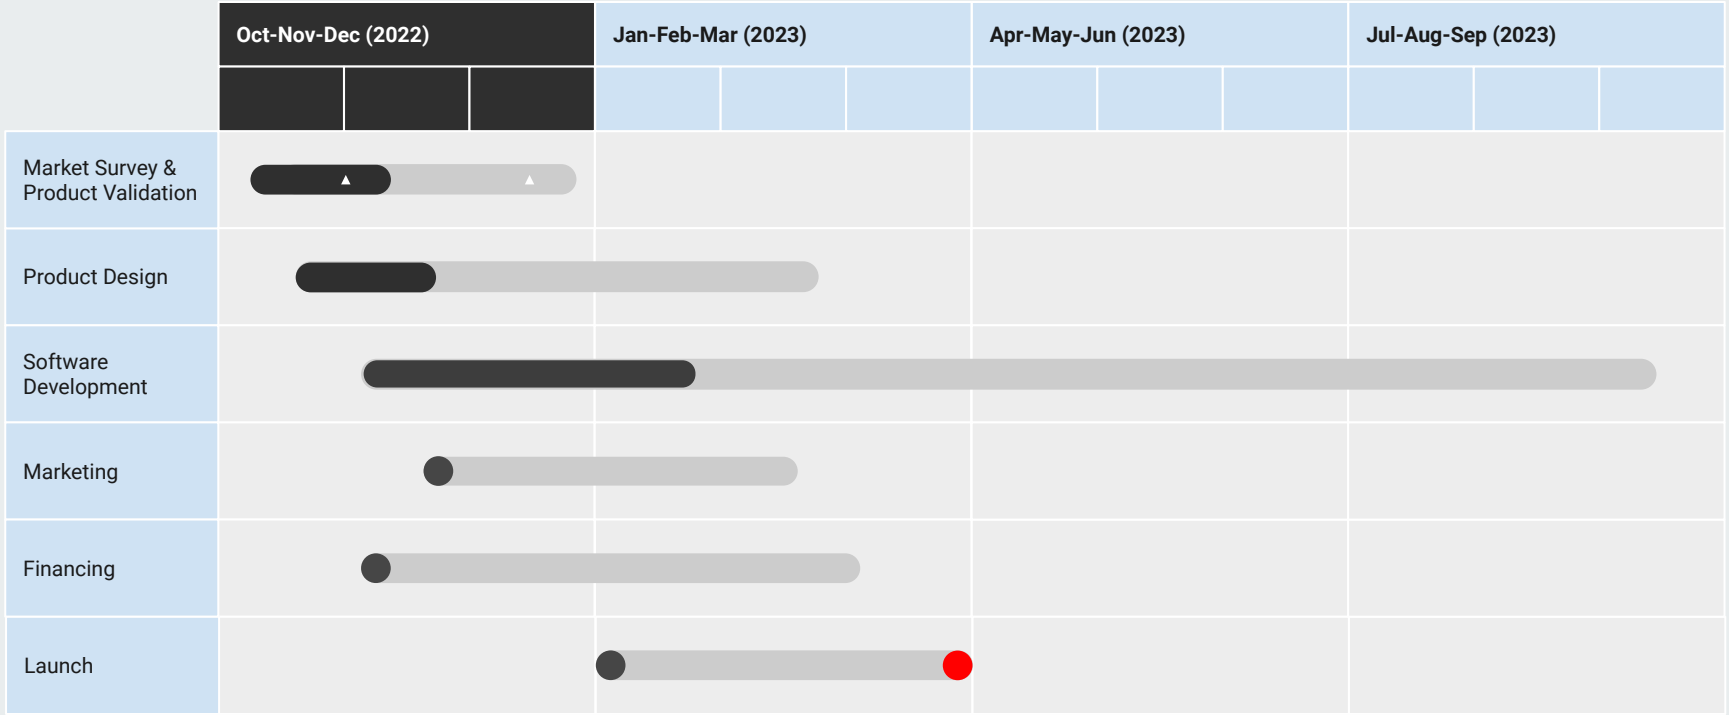 Oct-Nov-Dec (2022)
Jan-Feb-Mar (2023)
Apr-May-Jun (2023)
Jul-Aug-Sep (2023)
Market Survey &
Product Validation
Product Design
Software
Development
Marketing
Financing
Launch